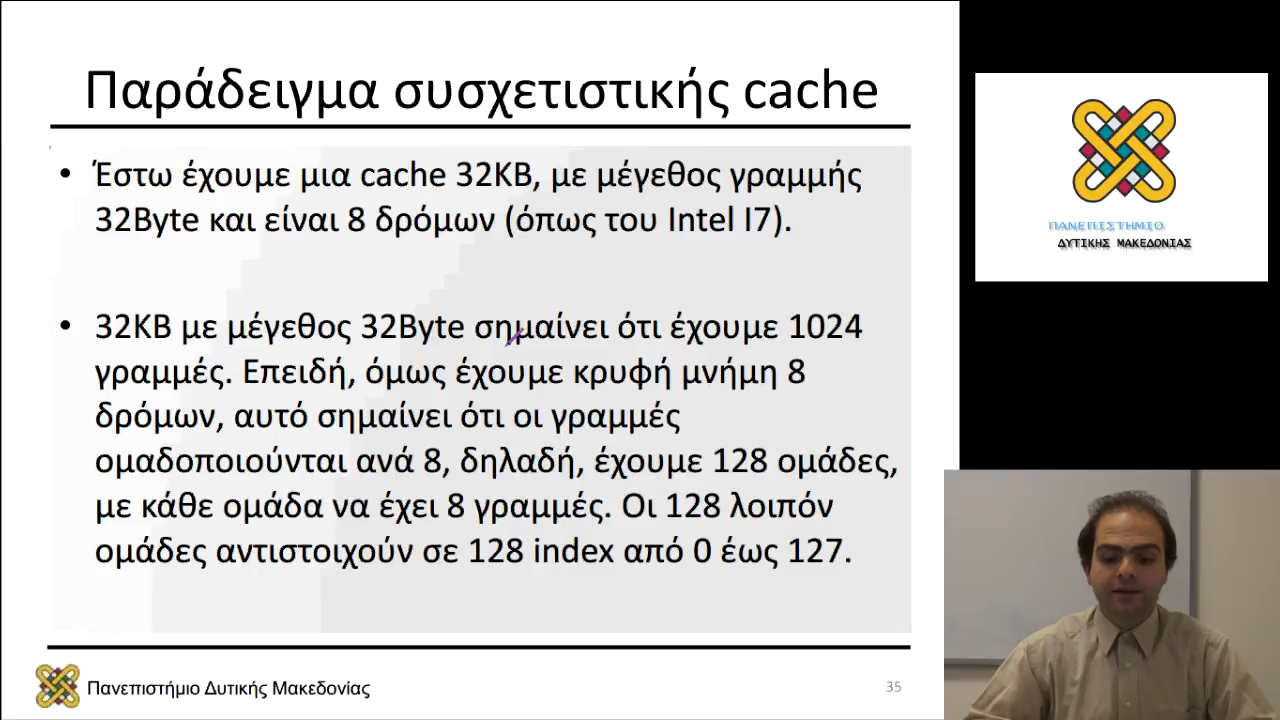 Παράδειγμα συσχετιστικής cache
• Έστω έχουμε μια cache 32KB, με μέγεθος γραμμής
32Byte και είναι 8 δρόμων (όπως του Intel I7).
• 32KB με μέγεθος 32Byte σημαίνει ότι έχουμε 1024
γραμμές. Επειδή, όμως έχουμε κρυφή μνήμη 8
δρόμων, αυτό σημαίνει ότι οι γραμμές
ομαδοποιούνται ανά 8, δηλαδή, έχουμε 128 ομάδες,
με κάθε ομάδα να έχει 8 γραμμές. Οι 128 λοιπόν
ομάδες αντιστοιχούν σε 128 index από 0 έως 127.
Πανεπιστήμιο Δυτικής Μακεδονίας
35
ΠΑΝΕΠΙΣΤΗΜΙΟ
ΔΥΤΙΚΗΣ ΜΑΚΕΔΟΝΙΑΣ